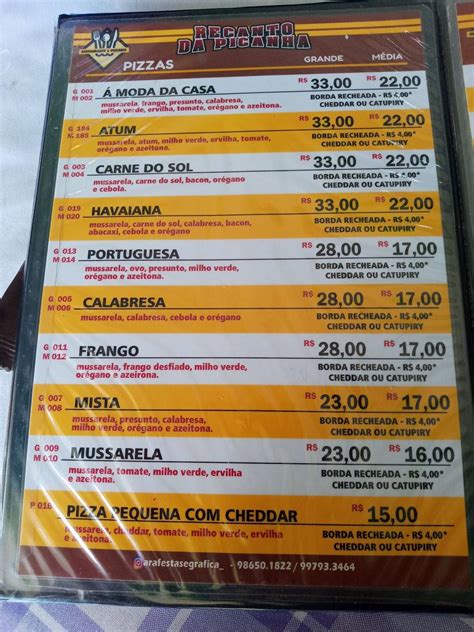 RECANTO
DA PICANHA
PIZZAS GRANDE MÉDIA
G 001
M 002 Á MODA DA CASA R$ 33,00 R$ 22,00
mussarela, frango, presunto, calabresa,
milho verde, ervilha, tomate, orégano e azeitona.
BORDA RECHEADA - R$ 4,00*
CHEDDAR OU CATUPIRY
G 184
M 185 ATUM R$ 33,00 R$ 22,00
mussarela, atum, milho verde, ervilha, tomate,
orégano e azeitona.
BORDA RECHEADA - R$ 4,00*
CHEDDAR OU CATUPIRY
G 003
M 004 CARNE DO SOL R$ 33,00 R$ 22,00
mussarela, carne do sol, bacon, orégano
e cebola.
BORDA RECHEADA - R$ 4,00*
CHEDDAR OU CATUPIRY
G 019
M 020 HAVAIANA R$ 33,00 R$ 22,00
mussarela, carne do sol, calabresa, bacon,
abacaxi, cebola e orégano
BORDA RECHEADA - R$ 4,00*
CHEDDAR OU CATUPIRY
G 013
M 014 PORTUGUESA R$ 28,00 R$ 17,00
mussarela, ovo, presunto, milho verde,
orégano e azeitona.
BORDA RECHEADA - R$ 4,00*
CHEDDAR OU CATUPIRY
G 005
M 006 CALABRESA R$ 28,00 R$ 17,00
mussarela, calabresa, cebola e orégano
BORDA RECHEADA - R$ 4,00*
CHEDDAR OU CATUPIRY
G 011
M 012 FRANGO R$ 28,00 R$ 17,00
mussarela, frango desfiado, milho verde,
orégano e azeitona.
BORDA RECHEADA - R$ 4,00*
CHEDDAR OU CATUPIRY
G 007
M 008 MISTA R$ 23,00 R$ 17,00
mussarela, presunto, calabresa,
milho verde, orégano e azeitona.
BORDA RECHEADA - R$ 4,00*
CHEDDAR OU CATUPIRY
G 009
M 010 MUSSARELA R$ 23,00 R$ 16,00
mussarela, tomate, milho verde, ervilha
e azeitona.
BORDA RECHEADA - R$ 4,00*
CHEDDAR OU CATUPIRY
P 016 PIZZA PEQUENA COM CHEDDAR R$ 15,00
mussarela, cheddar, tomate, milho verde, ervilha
e azeitona.
BORDA RECHEADA - R$ 4,00*
CHEDDAR OU CATUPIRY
@arafestasegrafica_ - 98650.1822 / 99793.3464